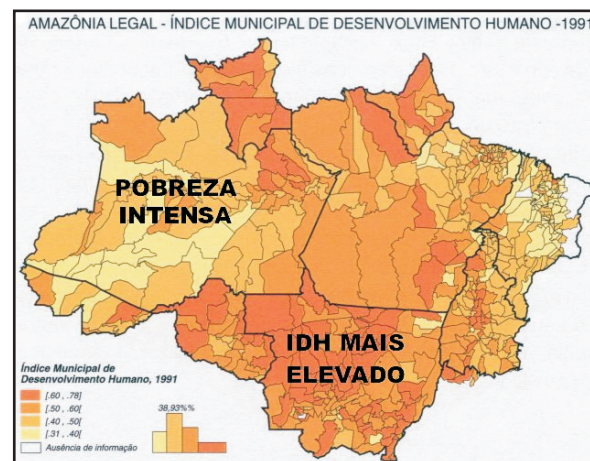 AMAZÔNIA LEGAL - ÍNDICE MUNICIPAL DE DESENVOLVIMENTO HUMANO -1991
POBREZA
INTENSA
IDH MAIS
ELEVADO
Índice Municipal de
Desenvolvimento Humano, 1991
[.60 , .78]
[.50 , .60[
[.40 , .50[
[.31 , .40[
Ausência de informação
38,93%%